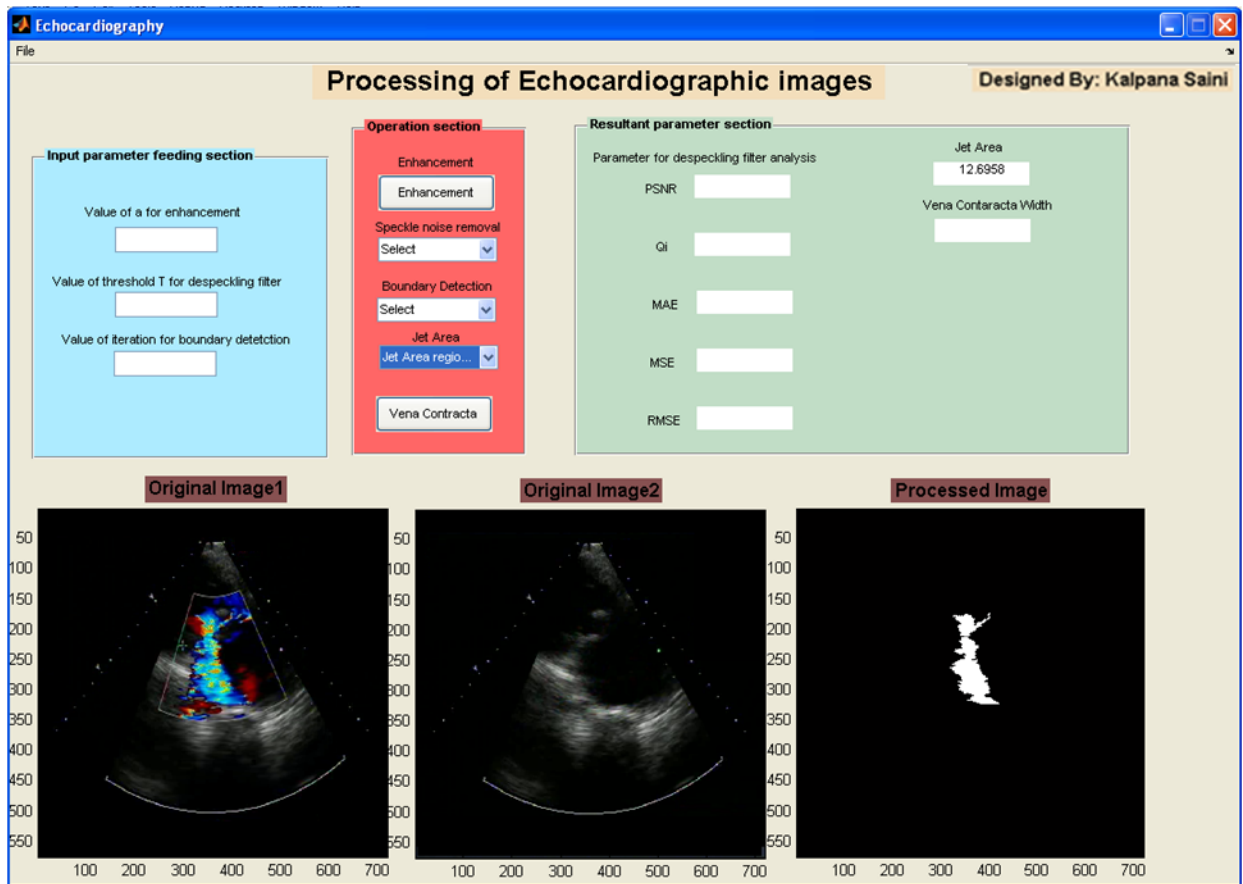 Echocardiography
File
Processing of Echocardiographic images
Designed By: Kalpana Saini
Input parameter feeding section
Value of a for enhancement
Value of threshold T for despeckling filter
Value of iteration for boundary detetction
Operation section
Enhancement
Enhancement
Speckle noise removal
Select
Boundary Detection
Select
Jet Area
Jet Area regio...
Vena Contracta
Resultant parameter section
Parameter for despeckling filter analysis
PSNR
Qi
MAE
MSE
RMSE
Jet Area
12.6958
Vena Contaracta Width
Original Image1
50
100
150
200
250
300
350
400
450
500
550
100 200 300 400 500 600 700
Original Image2
50
100
150
200
250
300
350
400
450
500
550
100 200 300 400 500 600 700
Processed Image
50
100
150
200
250
300
350
400
450
500
550
100 200 300 400 500 600 700